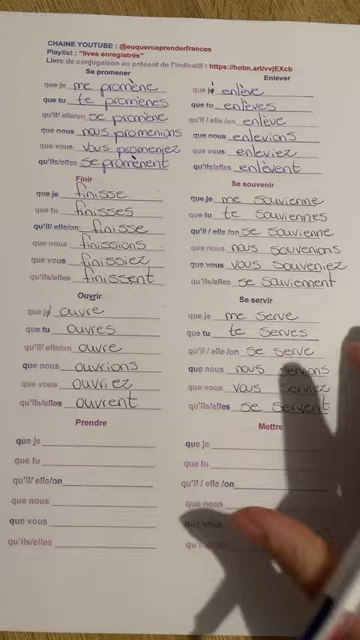 CHAINE YOUTUBE : @euqueroaprenderfrances
Playlist : "lives enregistrés"
Livre de conjugaison au présent de l'indicatif : https://hotm.art/vvjEXcb
Se promener
que je me promène
que tu te promènes
qu'il/ elle/on se promène
que nous nous promenions
que vous vous promeniez
qu'ils/elles se promènent
Enlever
que j' enlève
que tu enlèves
qu'il / elle /on enlève
que nous enlevions
que vous enleviez
qu'ils/elles enlèvent
Finir
que je finisse
que tu finisses
qu'il/ elle/on finisse
que nous finissions
que vous finissiez
qu'ils/elles finissent
Se souvenir
que je me souvienne
que tu te souviennes
qu'il / elle /on se souvienne
que nous nous souvenions
que vous vous souveniez
qu'ils/elles se souviennent
Ouvrir
que j' ouvre
que tu ouvres
qu'il/ elle/on ouvre
que nous ouvrions
que vous ouvriez
qu'ils/elles ouvrent
Se servir
que je me serve
que tu te serves
qu'il / elle /on se serve
que nous nous servions
que vous vous serviez
qu'ils/elles se servent
Prendre
que je
que tu
qu'il/ elle/on
que nous
que vous
qu'ils/elles
Mettre
que je
que tu
qu'il / elle /on
que nous
que vous